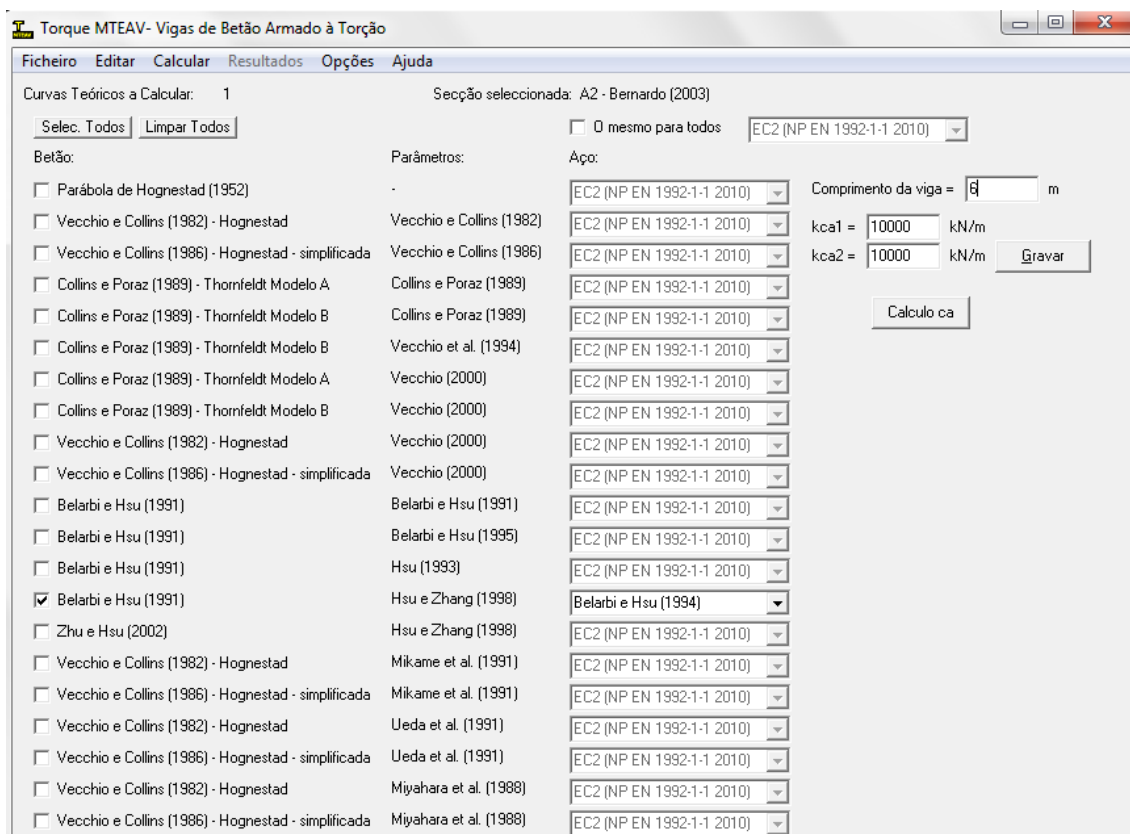 T MTEAV Torque MTEAV- Vigas de Betão Armado à Torção
Ficheiro Editar Calcular Resultados Opções Ajuda
Curvas Teóricos a Calcular: 1 Secção seleccionada: A2 - Bernardo (2003)
Selec. Todos Limpar Todos O mesmo para todos EC2 (NP EN 1992-1-1 2010)
Betão: Parâmetros: Aço:
Parábola de Hognestad (1952) - EC2 (NP EN 1992-1-1 2010) Comprimento da viga = 6 m
Vecchio e Collins (1982) - Hognestad Vecchio e Collins (1982) EC2 (NP EN 1992-1-1 2010) kca1 = 10000 kN/m
Vecchio e Collins (1986) - Hognestad - simplificada Vecchio e Collins (1986) EC2 (NP EN 1992-1-1 2010) kca2 = 10000 kN/m Gravar
Collins e Poraz (1989) - Thornfeldt Modelo A Collins e Poraz (1989) EC2 (NP EN 1992-1-1 2010)
Collins e Poraz (1989) - Thornfeldt Modelo B Collins e Poraz (1989) EC2 (NP EN 1992-1-1 2010) Calculo ca
Collins e Poraz (1989) - Thornfeldt Modelo B Vecchio et al. (1994) EC2 (NP EN 1992-1-1 2010)
Collins e Poraz (1989) - Thornfeldt Modelo A Vecchio (2000) EC2 (NP EN 1992-1-1 2010)
Collins e Poraz (1989) - Thornfeldt Modelo B Vecchio (2000) EC2 (NP EN 1992-1-1 2010)
Vecchio e Collins (1982) - Hognestad Vecchio (2000) EC2 (NP EN 1992-1-1 2010)
Vecchio e Collins (1986) - Hognestad - simplificada Vecchio (2000) EC2 (NP EN 1992-1-1 2010)
Belarbi e Hsu (1991) Belarbi e Hsu (1991) EC2 (NP EN 1992-1-1 2010)
Belarbi e Hsu (1991) Belarbi e Hsu (1995) EC2 (NP EN 1992-1-1 2010)
Belarbi e Hsu (1991) Hsu (1993) EC2 (NP EN 1992-1-1 2010)
Belarbi e Hsu (1991) Hsu e Zhang (1998) Belarbi e Hsu (1994)
Zhu e Hsu (2002) Hsu e Zhang (1998) EC2 (NP EN 1992-1-1 2010)
Vecchio e Collins (1982) - Hognestad Mikame et al. (1991) EC2 (NP EN 1992-1-1 2010)
Vecchio e Collins (1986) - Hognestad - simplificada Mikame et al. (1991) EC2 (NP EN 1992-1-1 2010)
Vecchio e Collins (1982) - Hognestad Ueda et al. (1991) EC2 (NP EN 1992-1-1 2010)
Vecchio e Collins (1986) - Hognestad - simplificada Ueda et al. (1991) EC2 (NP EN 1992-1-1 2010)
Vecchio e Collins (1982) - Hognestad Miyahara et al. (1988) EC2 (NP EN 1992-1-1 2010)
Vecchio e Collins (1986) - Hognestad - simplificada Miyahara et al. (1988) EC2 (NP EN 1992-1-1 2010)